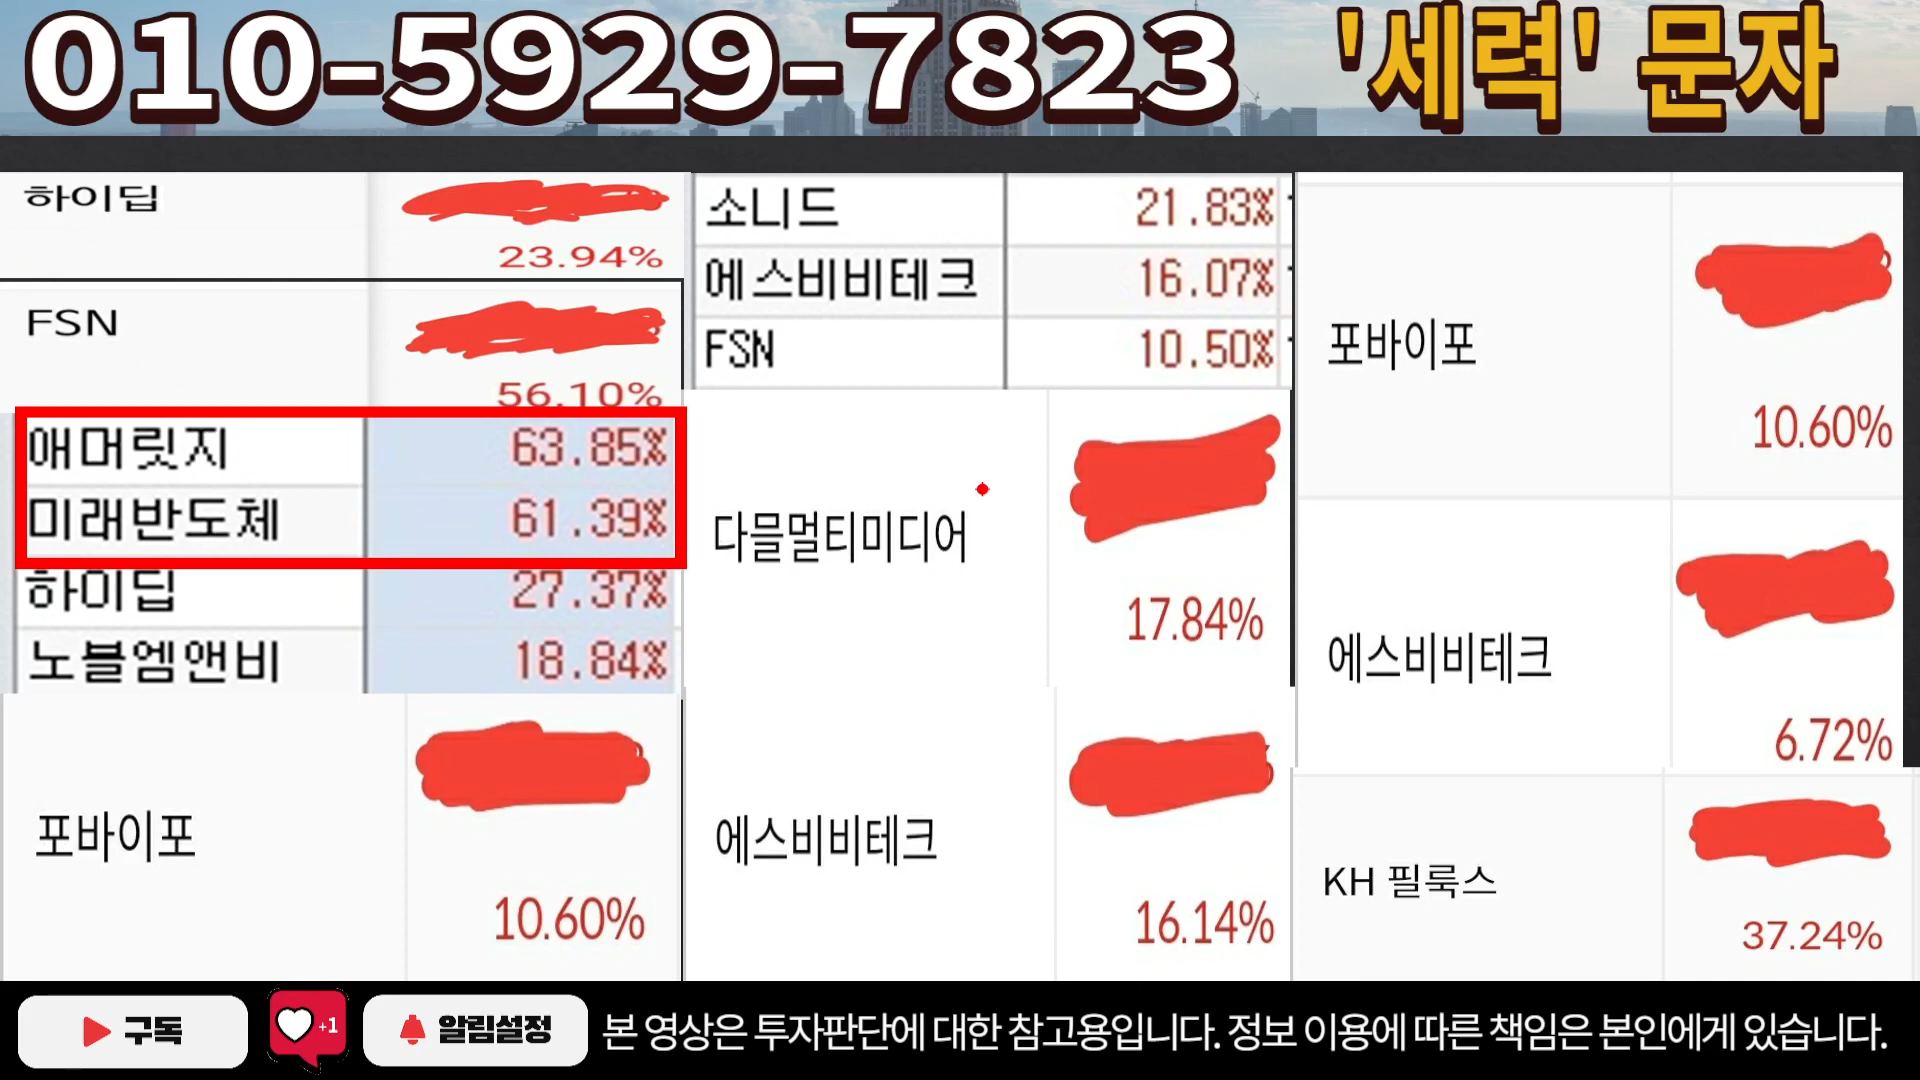 010-5929-7823 '세력' 문자
하이딥
23.94%
FSN
56.10%
애머릿지 63.85%
미래반도체 61.39%
하이딥 27.37%
노블엠앤비 18.84%
포바이포
10.60%
소니드 21.83%
에스비비테크 16.07%
FSN 10.50%
다믈멀티미디어
17.84%
에스비비테크
16.14%
포바이포
10.60%
에스비비테크
6.72%
KH 필룩스
37.24%
구독 +1 알림설정 본 영상은 투자판단에 대한 참고용입니다. 정보 이용에 따른 책임은 본인에게 있습니다.